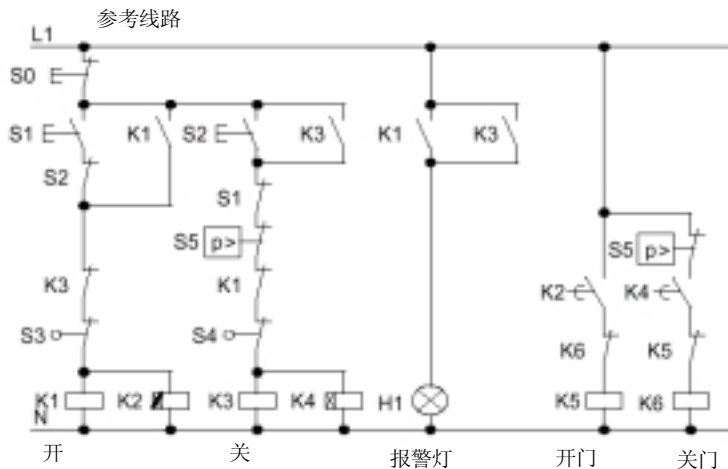 参考线路
L1
S0
S1 K1 S2 K3 K1 K3
S2
S1
S5 p> S5 p>
K3 K1 K2 K4
S3 S4 K6 K5
K1 K2 K3 K4 H1 K5 K6
N
开 关 报警灯 开门 关门